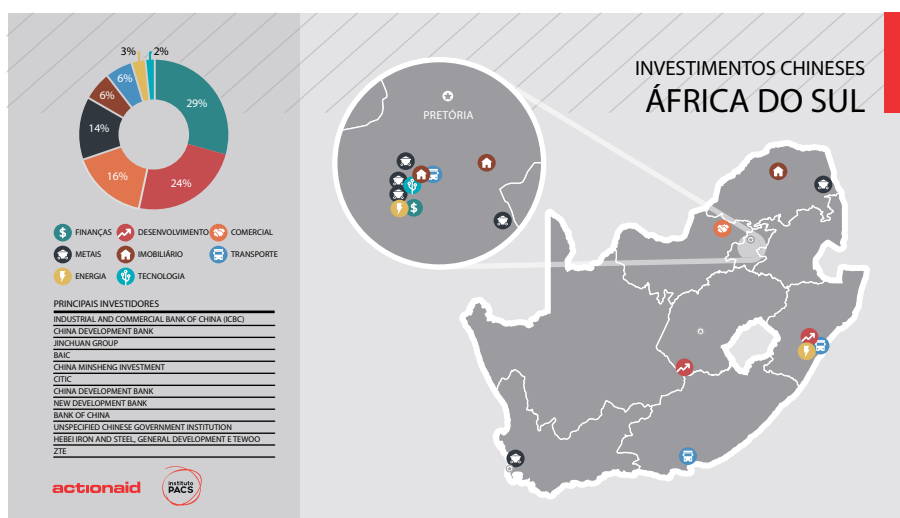 INVESTIMENTOS CHINESES
ÁFRICA DO SUL
3%
2%
6%
29%
6%
14%
16%
24%
FINANÇAS
DESENVOLVIMENTO
COMERCIAL
METAIS
IMOBILIÁRIO
TRANSPORTE
ENERGIA
TECNOLOGIA
PRINCIPAIS INVESTIDORES
INDUSTRIAL AND COMMERCIAL BANK OF CHINA (ICBC)
CHINA DEVELOPMENT BANK
JINCHUAN GROUP
BAIC
CHINA MINSHENG INVESTMENT
CITIC
CHINA DEVELOPMENT BANK
NEW DEVELOPMENT BANK
BANK OF CHINA
UNSPECIFIED CHINESE GOVERNMENT INSTITUTION
HEBEI IRON AND STEEL, GENERAL DEVELOPMENT E TEWOO
ZTE
actionaid
instituto
PACS
PRETÓRIA